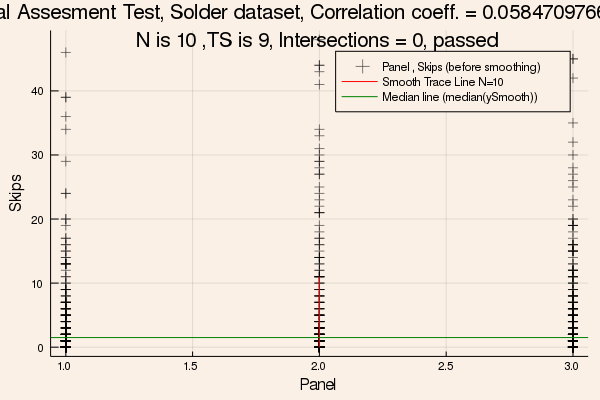 al Assesment Test, Solder dataset, Correlation coeff. = 0.0584709766
N is 10 ,TS is 9, Intersections = 0, passed
Panel , Skips (before smoothing)
Smooth Trace Line N=10
Median line (median(ySmooth))
40
30
20
10
0
Skips
1.0 1.5 2.0 2.5 3.0
Panel